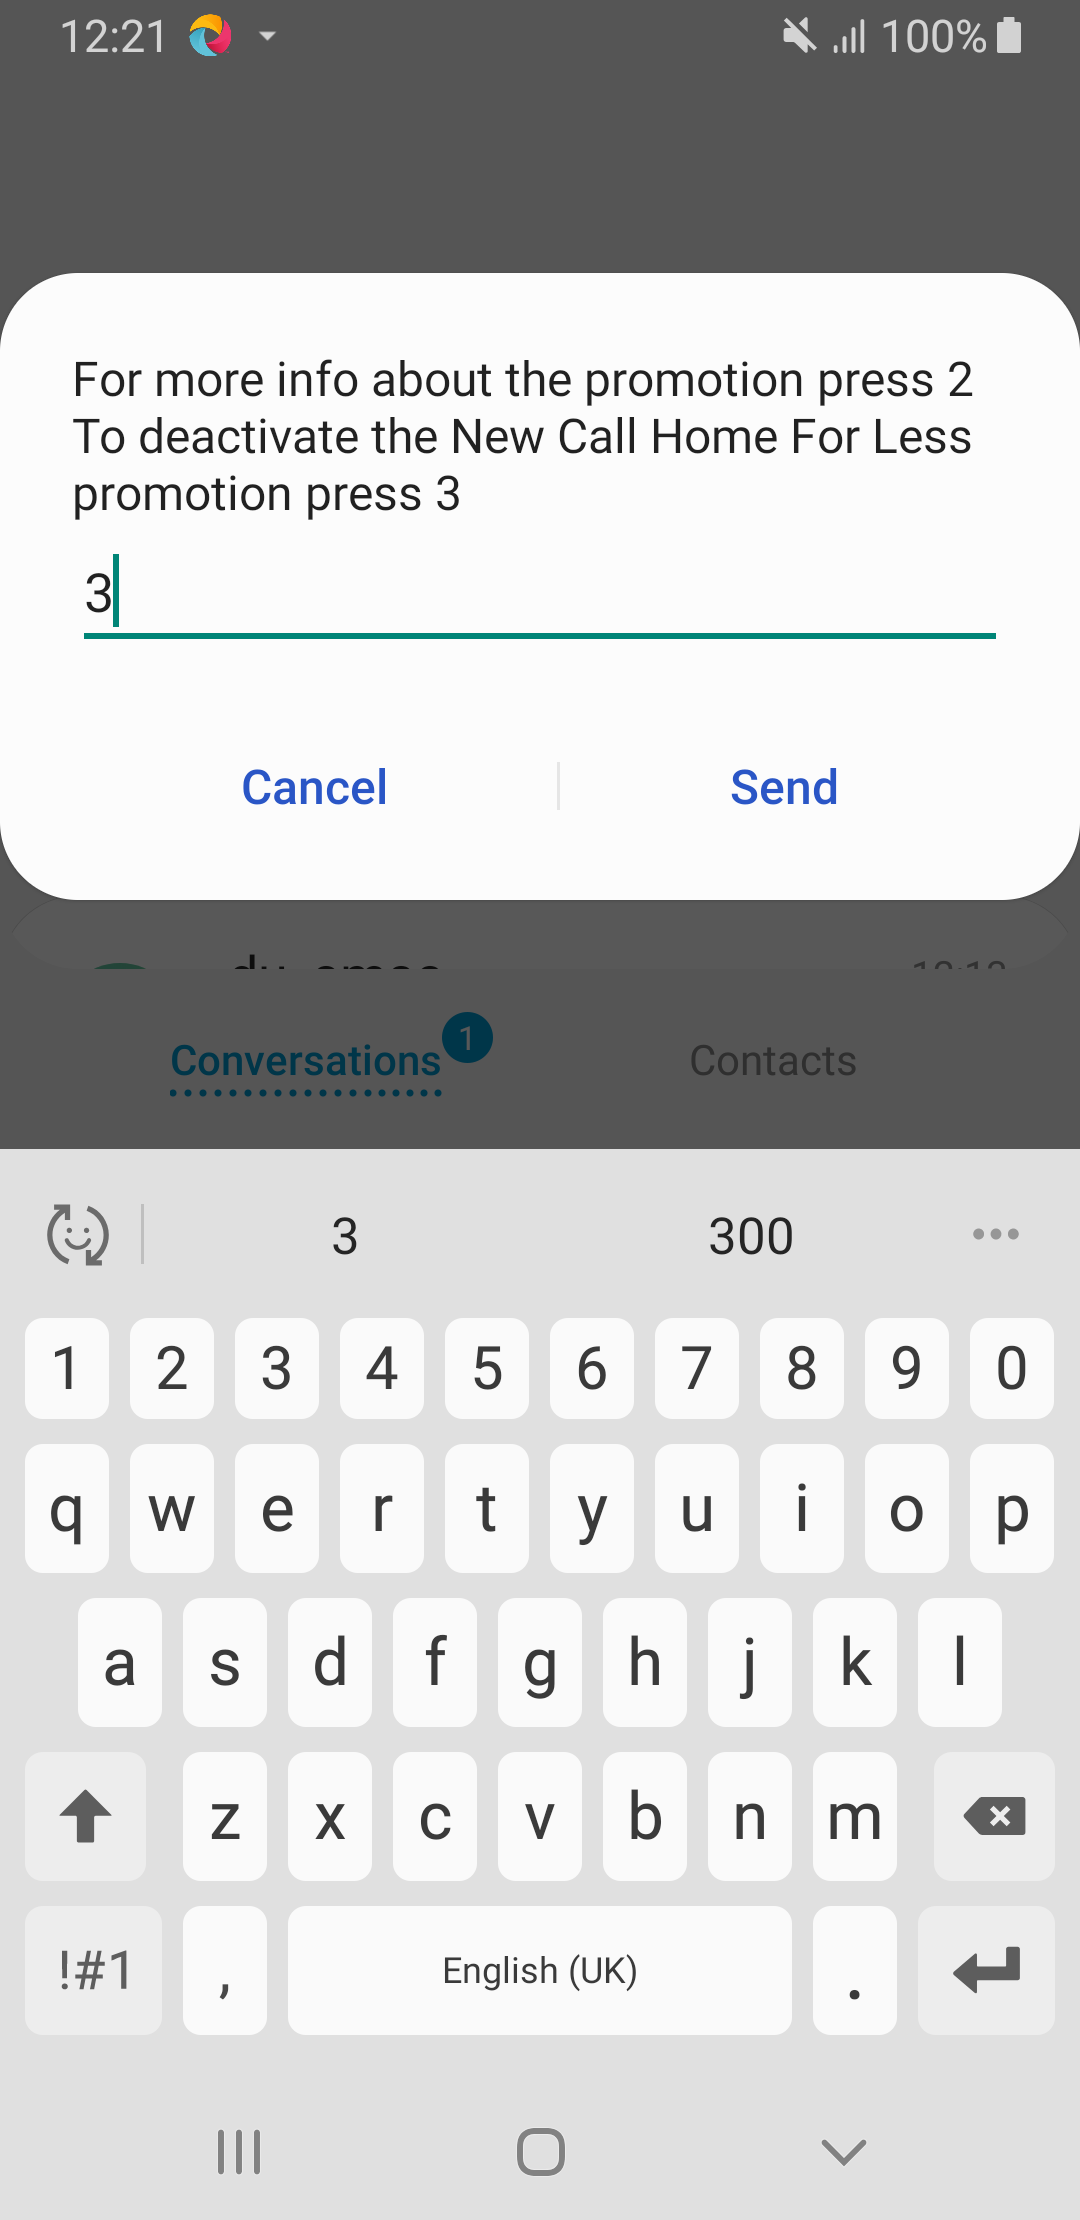 12:21 100%
For more info about the promotion press 2
To deactivate the New Call Home For Less
promotion press 3
3
Cancel Send
Conversations 1 Contacts
3 300
1 2 3 4 5 6 7 8 9 0
q w e r t y u i o p
a s d f g h j k l
z x c v b n m
!#1 , English (UK) .